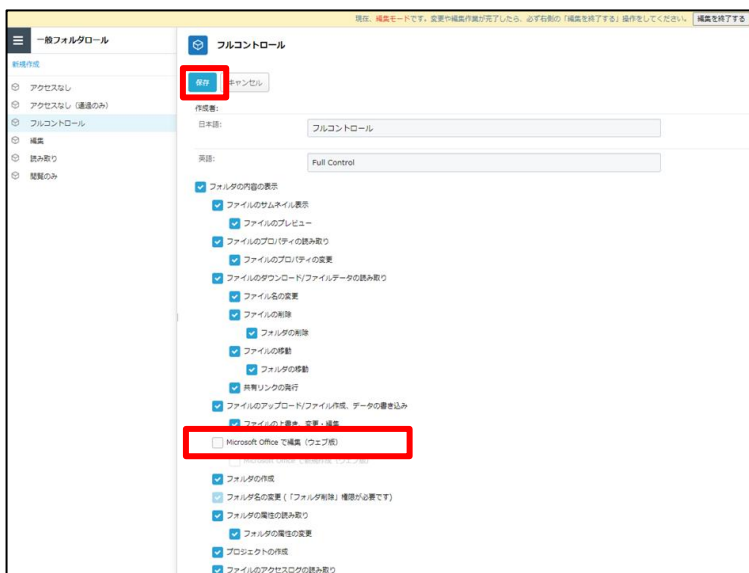 現在、編集モードです。変更や編集作業が完了したら、必ず右側の「編集を終了する」操作をしてください。 編集を終了する
一般フォルダロール
新規作成
アクセスなし
アクセスなし（通過のみ）
フルコントロール
編集
読み取り
閲覧のみ
フルコントロール
保存 キャンセル
作成者:
日本語: フルコントロール
英語: Full Control
フォルダの内容の表示
ファイルのサムネイル表示
ファイルのプレビュー
ファイルのプロパティの読み取り
ファイルのプロパティの変更
ファイルのダウンロード/ファイルデータの読み取り
ファイル名の変更
ファイルの削除
フォルダの削除
ファイルの移動
フォルダの移動
共有リンクの発行
ファイルのアップロード/ファイル作成、データの書き込み
ファイルの上書き、変更・編集
Microsoft Office で編集（ウェブ版）
フォルダの作成
フォルダ名の変更 (「フォルダ削除」権限が必要です)
フォルダの属性の読み取り
フォルダの属性の変更
プロジェクトの作成
ファイルのアクセスログの読み取り